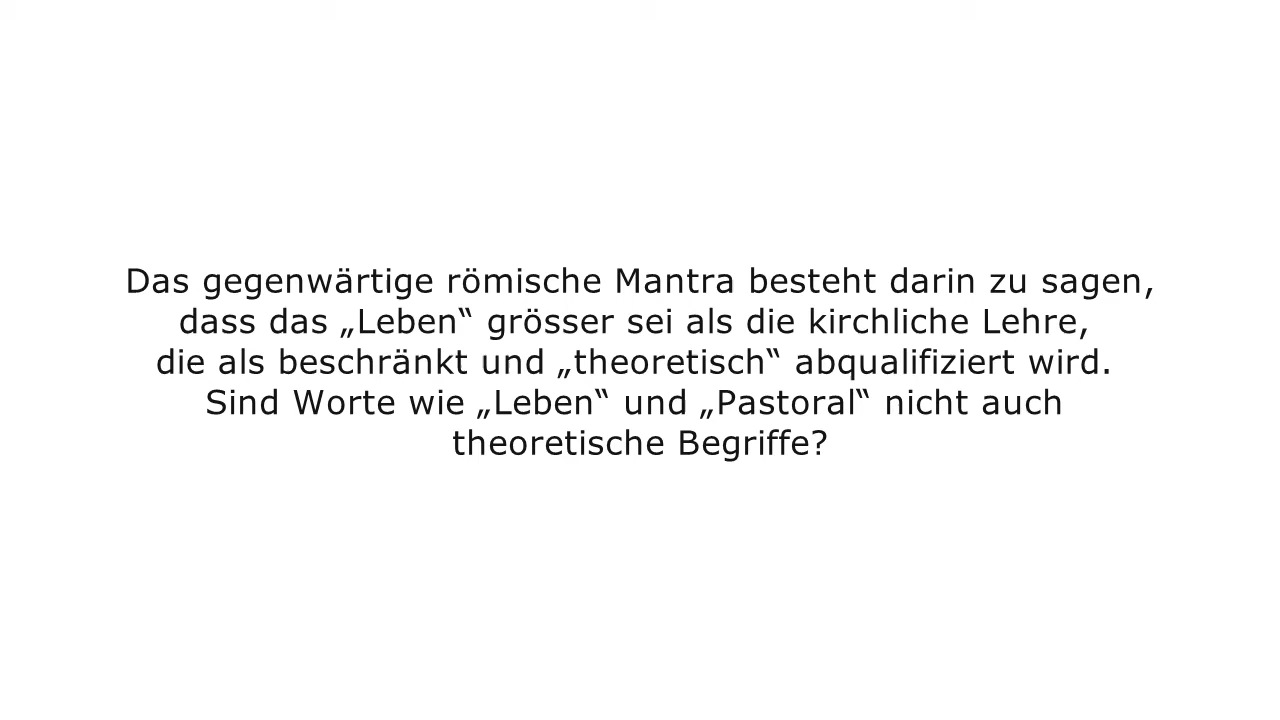 Das gegenwärtige römische Mantra besteht darin zu sagen,
dass das „Leben‟ grösser sei als die kirchliche Lehre,
die als beschränkt und „theoretisch‟ abqualifiziert wird.
Sind Worte wie „Leben‟ und „Pastoral‟ nicht auch
theoretische Begriffe?